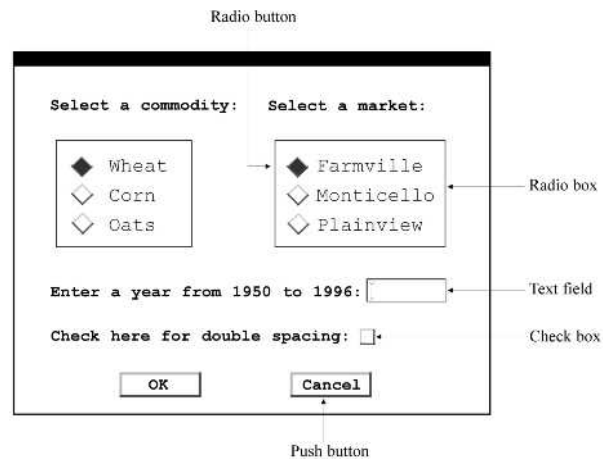 Radio button
Select a commodity: Select a market:
Wheat Farmville
Corn Monticello Radio box
Oats Plainview
Enter a year from 1950 to 1996: Text field
Check here for double spacing: Check box
OK Cancel
Push button